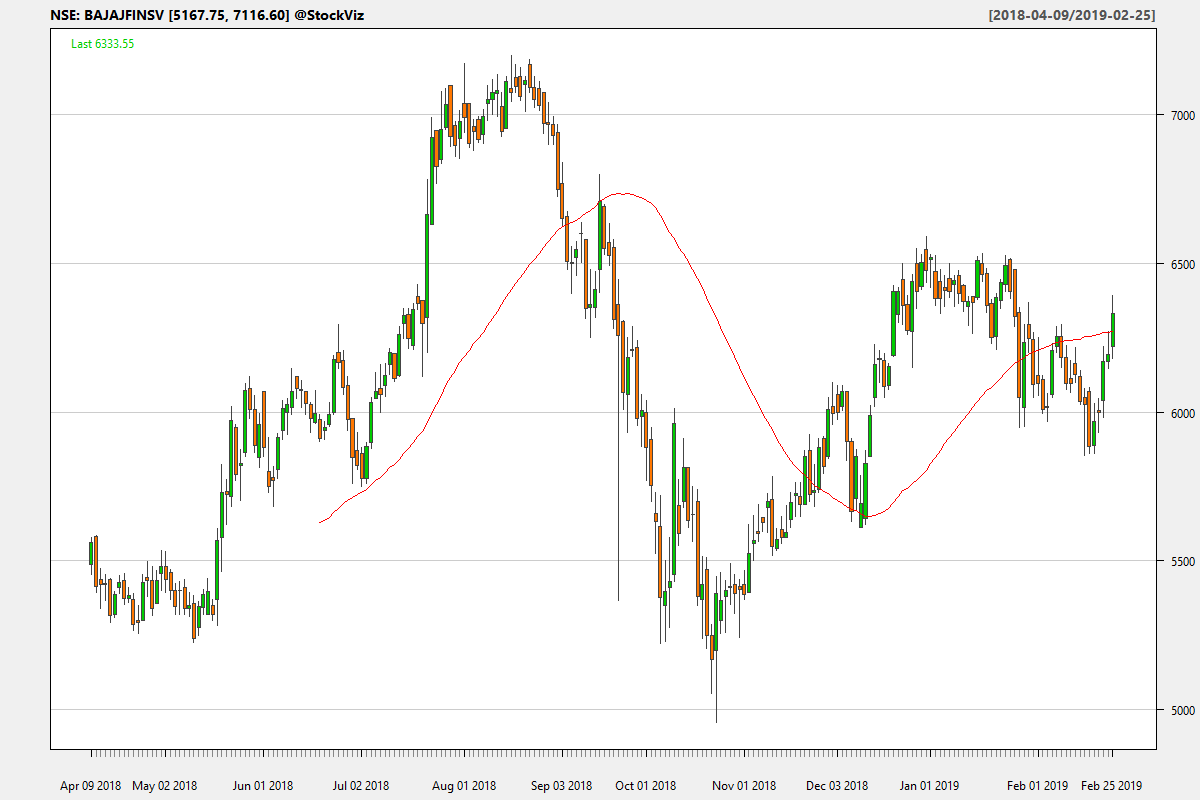 NSE: BAJAJFINSV [5167.75, 7116.60] @StockViz [2018-04-09/2019-02-25]
Last 6333.55
7000
6500
6000
5500
5000
Apr 09 2018 May 02 2018 Jun 01 2018 Jul 02 2018 Aug 01 2018 Sep 03 2018 Oct 01 2018 Nov 01 2018 Dec 03 2018 Jan 01 2019 Feb 01 2019 Feb 25 2019